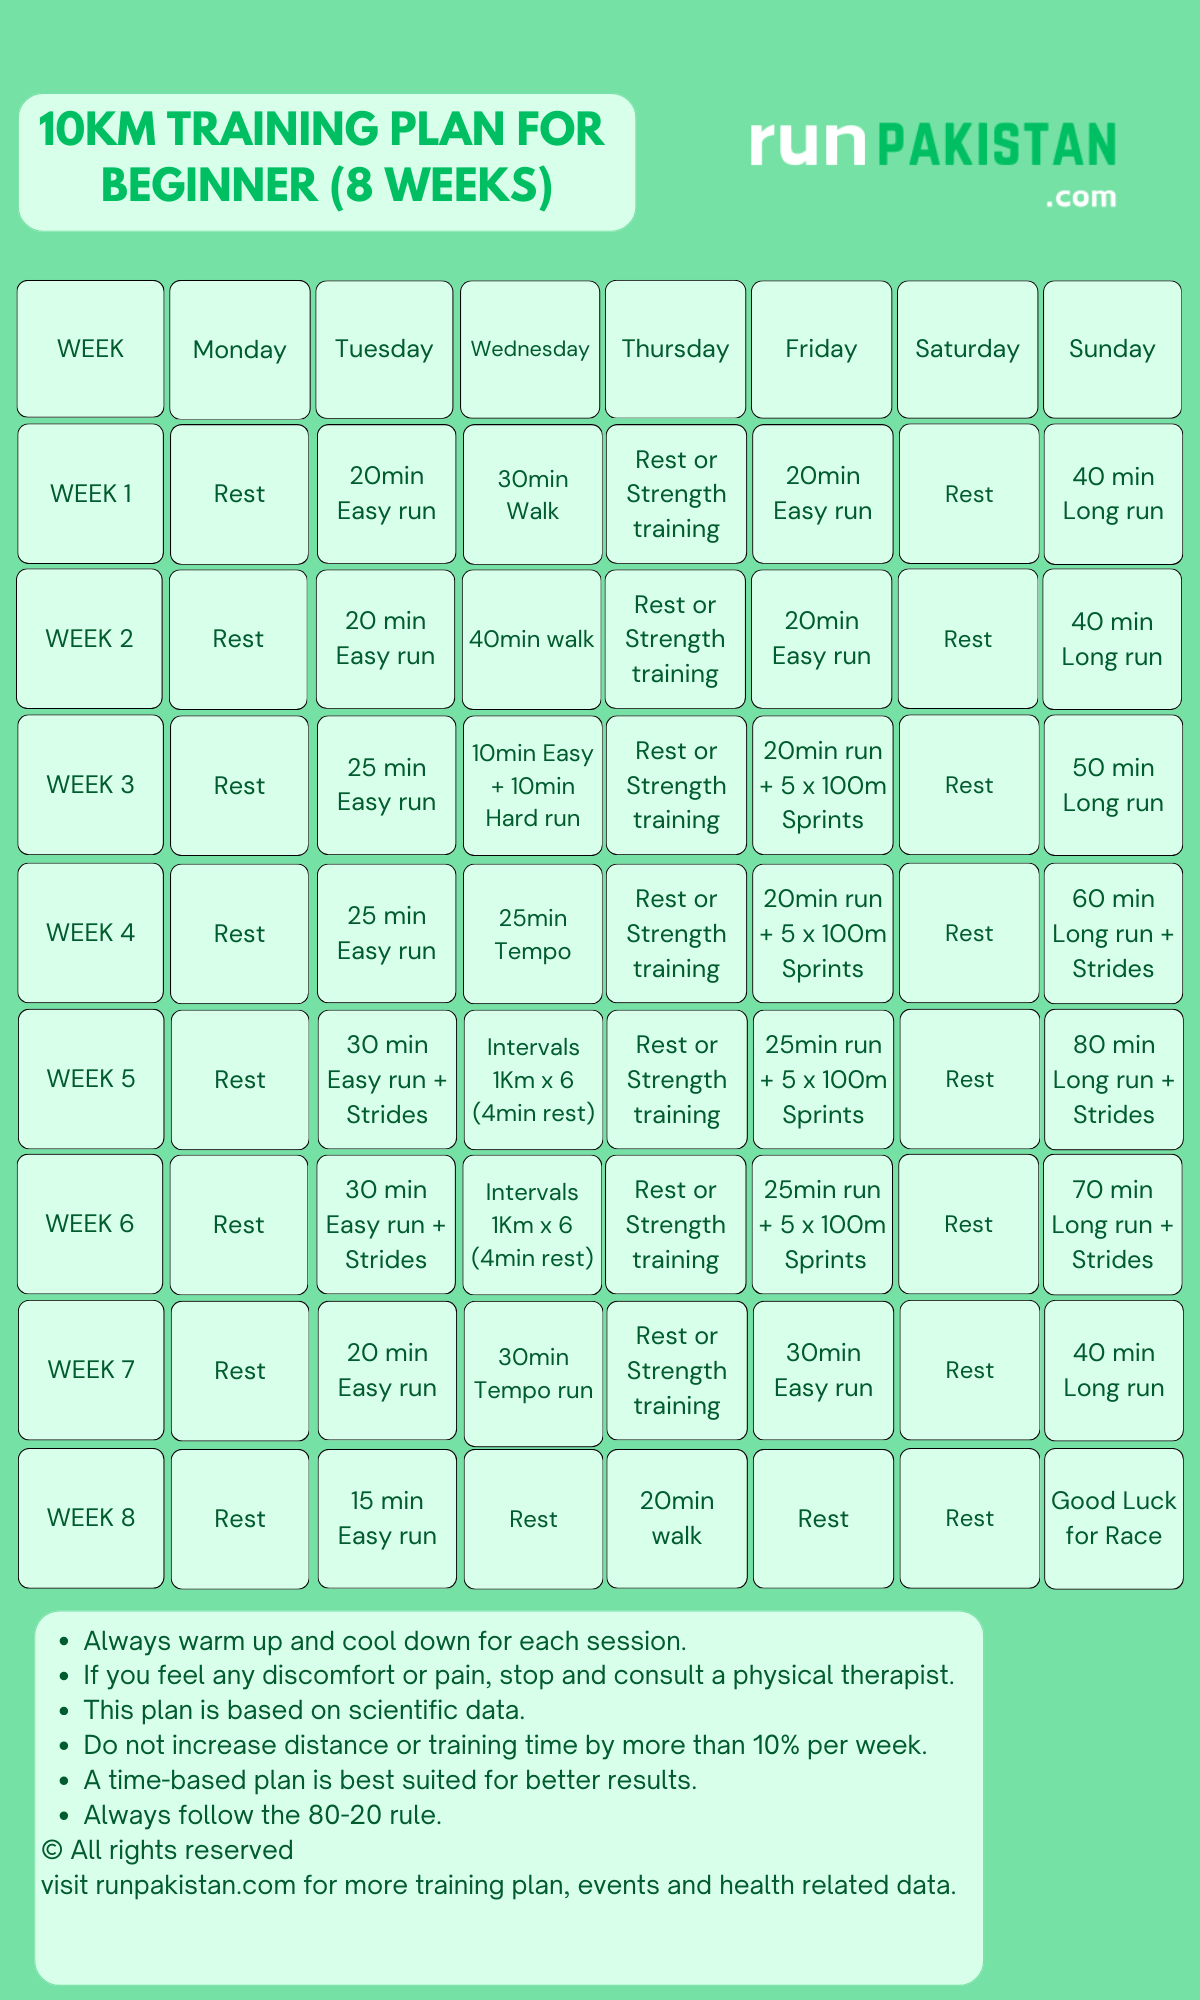 10KM TRAINING PLAN FOR
BEGINNER (8 WEEKS)
run PAKISTAN
.com
WEEK
Monday
Tuesday
Wednesday
Thursday
Friday
Saturday
Sunday
WEEK 1
Rest
20min
Easy run
30min
Walk
Rest or
Strength
training
20min
Easy run
Rest
40 min
Long run
WEEK 2
Rest
20 min
Easy run
40min walk
Rest or
Strength
training
20min
Easy run
Rest
40 min
Long run
WEEK 3
Rest
25 min
Easy run
10min Easy
+ 10min
Hard run
Rest or
Strength
training
20min run
+ 5 x 100m
Sprints
Rest
50 min
Long run
WEEK 4
Rest
25 min
Easy run
25min
Tempo
Rest or
Strength
training
20min run
+ 5 x 100m
Sprints
Rest
60 min
Long run +
Strides
WEEK 5
Rest
30 min
Easy run +
Strides
Intervals
1Km x 6
(4min rest)
Rest or
Strength
training
25min run
+ 5 x 100m
Sprints
Rest
80 min
Long run +
Strides
WEEK 6
Rest
30 min
Easy run +
Strides
Intervals
1Km x 6
(4min rest)
Rest or
Strength
training
25min run
+ 5 x 100m
Sprints
Rest
70 min
Long run +
Strides
WEEK 7
Rest
20 min
Easy run
30min
Tempo run
Rest or
Strength
training
30min
Easy run
Rest
40 min
Long run
WEEK 8
Rest
15 min
Easy run
Rest
20min
walk
Rest
Rest
Good Luck
for Race
• Always warm up and cool down for each session.
• If you feel any discomfort or pain, stop and consult a physical therapist.
• This plan is based on scientific data.
• Do not increase distance or training time by more than 10% per week.
• A time-based plan is best suited for better results.
• Always follow the 80-20 rule.
© All rights reserved
visit runpakistan.com for more training plan, events and health related data.